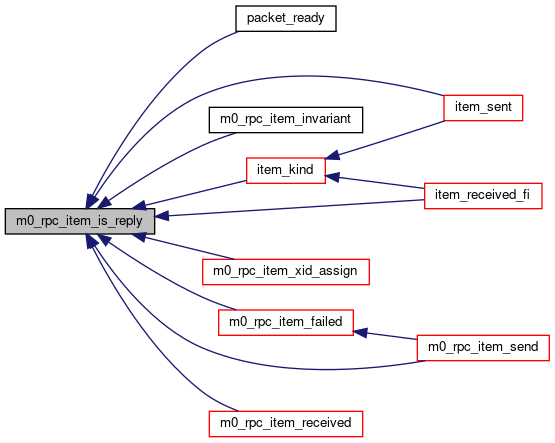 packet_ready
item_sent
m0_rpc_item_invariant
item_kind
item_received_fi
m0_rpc_item_is_reply
m0_rpc_item_xid_assign
m0_rpc_item_failed
m0_rpc_item_send
m0_rpc_item_received